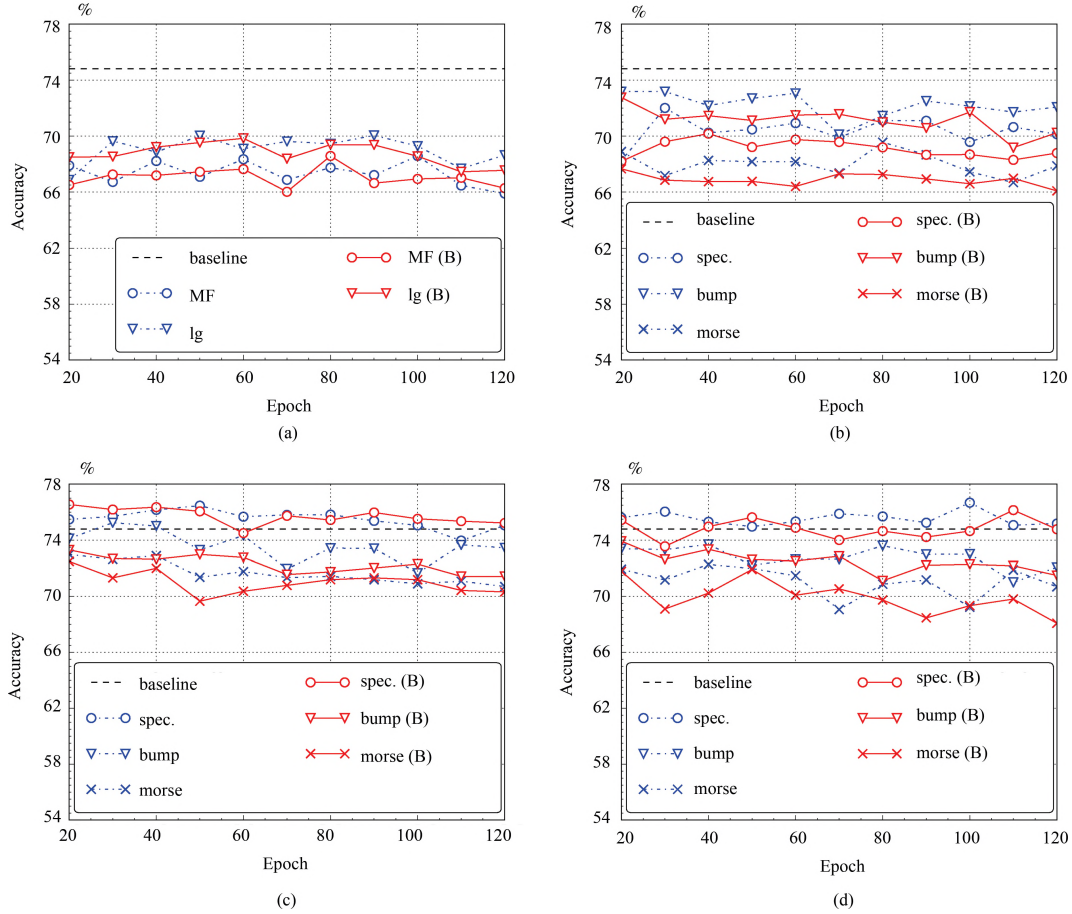 %
78
74
70
66
62
58
54
Accuracy
baseline
MF
lg
MF (B)
lg (B)
20 40 60 80 100 120
Epoch
(a)
%
78
74
70
66
62
58
54
Accuracy
baseline
spec.
bump
morse
spec. (B)
bump (B)
morse (B)
20 40 60 80 100 120
Epoch
(b)
%
78
74
70
66
62
58
54
Accuracy
baseline
spec.
bump
morse
spec. (B)
bump (B)
morse (B)
20 40 60 80 100 120
Epoch
(c)
%
78
74
70
66
62
58
54
Accuracy
baseline
spec.
bump
morse
spec. (B)
bump (B)
morse (B)
20 40 60 80 100 120
Epoch
(d)